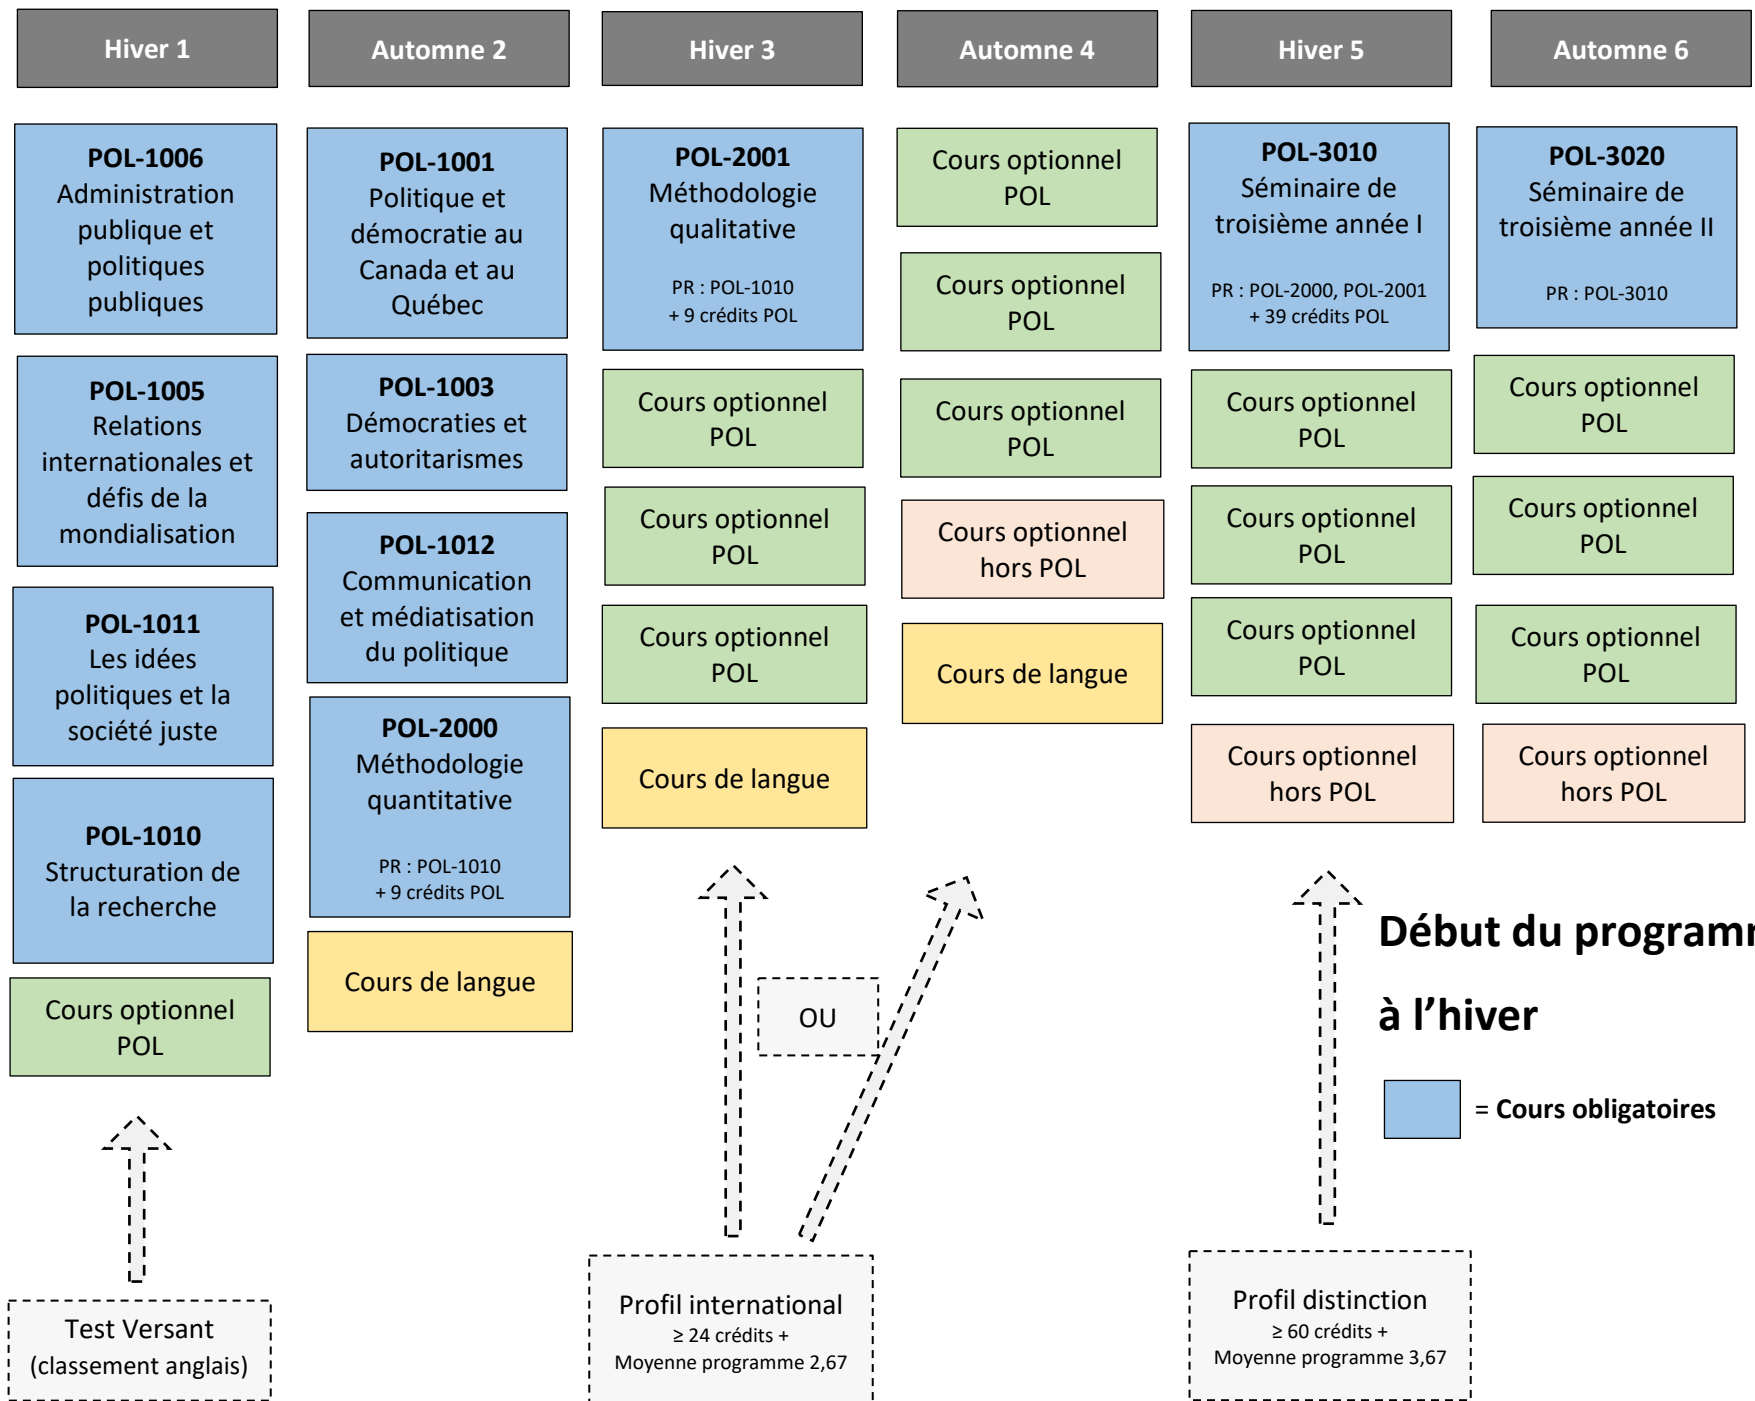 Hiver 1
Automne 2
Hiver 3
Automne 4
Hiver 5
Automne 6
POL-1006
Administration
publique et
politiques
publiques
POL-1005
Relations
internationales et
défis de la
mondialisation
POL-1011
Les idées
politiques et la
société juste
POL-1010
Structuration de
la recherche
Cours optionnel
POL
Test Versant
(classement anglais)
POL-1001
Politique et
démocratie au
Canada et au
Québec
POL-1003
Démocraties et
autoritarismes
POL-1012
Communication
et médiatisation
du politique
POL-2000
Méthodologie
quantitative
PR : POL-1010
+ 9 crédits POL
Cours de langue
POL-2001
Méthodologie
qualitative
PR : POL-1010
+ 9 crédits POL
Cours optionnel
POL
Cours optionnel
POL
Cours optionnel
POL
Cours de langue
OU
Profil international
≥ 24 crédits +
Moyenne programme 2,67
Cours optionnel
POL
Cours optionnel
POL
Cours optionnel
POL
Cours optionnel
hors POL
Cours de langue
POL-3010
Séminaire de
troisième année I
PR : POL-2000, POL-2001
+ 39 crédits POL
Cours optionnel
POL
Cours optionnel
POL
Cours optionnel
POL
Cours optionnel
hors POL
Profil distinction
≥ 60 crédits +
Moyenne programme 3,67
POL-3020
Séminaire de
troisième année II
PR : POL-3010
Cours optionnel
POL
Cours optionnel
POL
Cours optionnel
POL
Cours optionnel
hors POL
Début du
à l’hiver
= Cours obligatoires